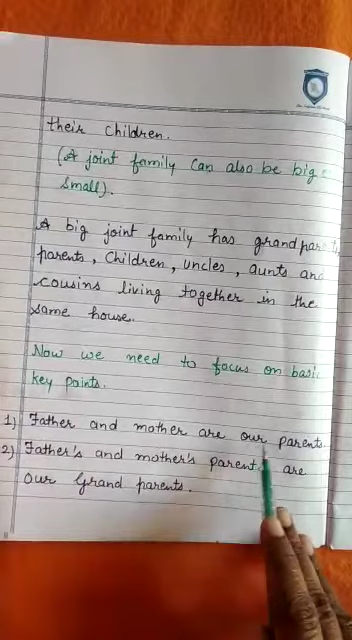 their Children.
(A joint family Can also be big
Small).
A big joint family has grandpar
parents, Children, uncles, aunts and
cousins living together in the
same house.
Now we need to focus on basic
key points.
1) Father and mother are our parents.
2) Father's and mother's parent are
our Grand parents.